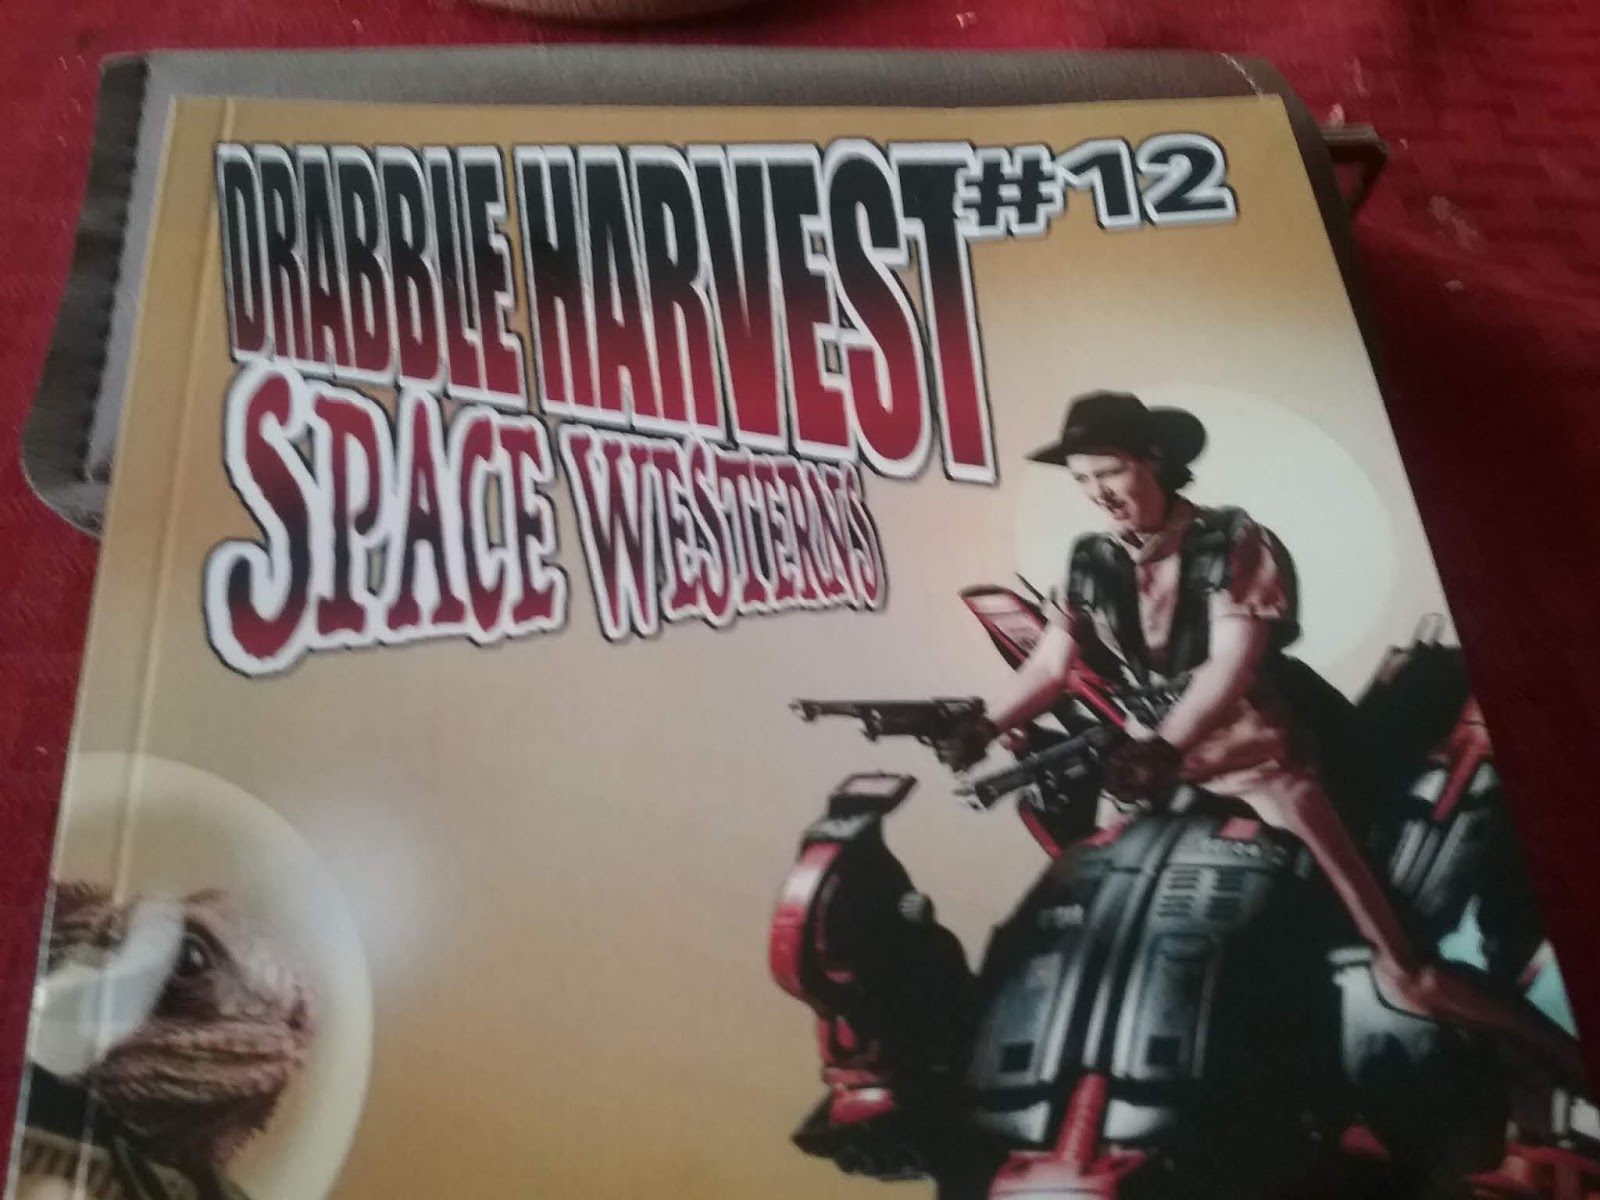 DRABBLE HARVEST #12
SPACE WESTERNS